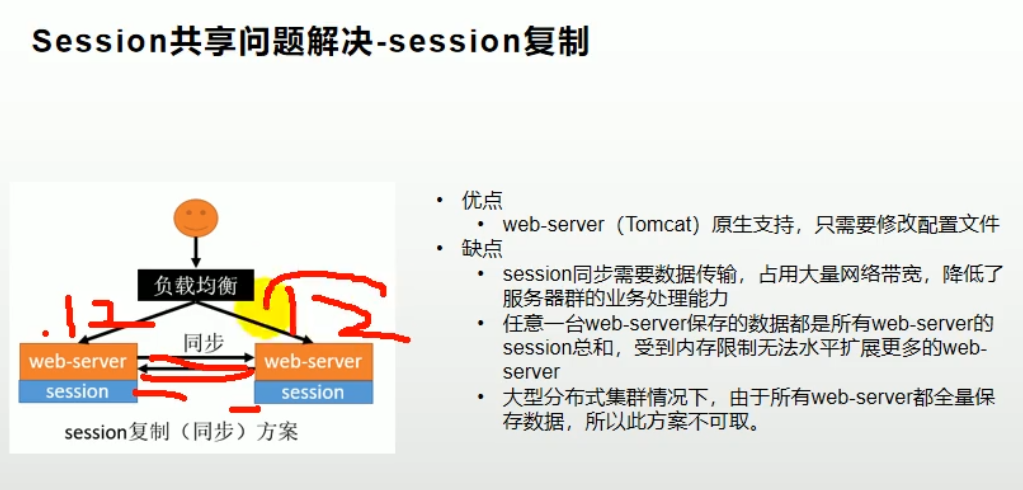 Session共享问题解决-session复制
负载均衡
.12
12
同步
web-server
web-server
session
session
session复制（同步）方案
• 优点
• web-server（Tomcat）原生支持，只需要修改配置文件
• 缺点
• session同步需要数据传输，占用大量网络带宽，降低了
服务器群的业务处理能力
• 任意一台web-server保存的数据都是所有web-server的
session总和，受到内存限制无法水平扩展更多的web-
server
• 大型分布式集群情况下，由于所有web-server都全量保
存数据，所以此方案不可取。